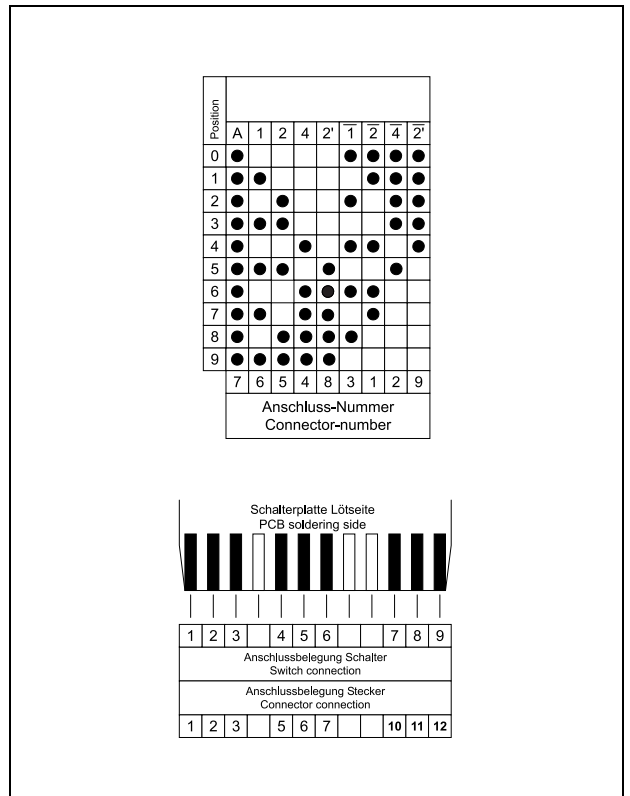 Position
A 1 2 4 2' 1̅ 2̅ 4̅ 2̅'
0
1
2
3
4
5
6
7
8
9
7 6 5 4 8 3 1 2 9
Anschluss-Nummer
Connector-number
Schalterplatte Lötseite
PCB soldering side
1 2 3 4 5 6 7 8 9
Anschlussbelegung Schalter
Switch connection
Anschlussbelegung Stecker
Connector connection
1 2 3 5 6 7 10 11 12